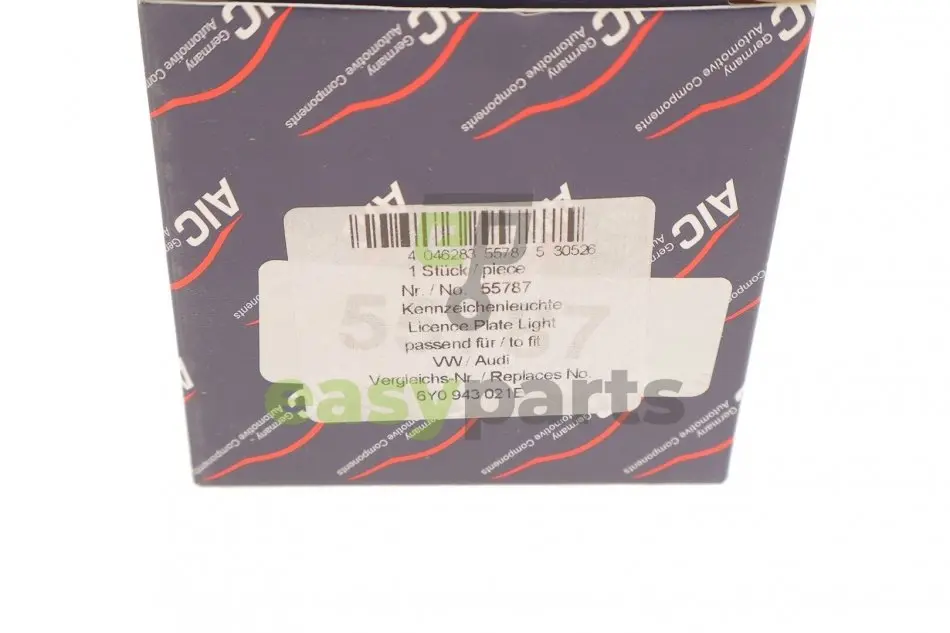 AIC
Germany
Automotive Components
4 046283 55787 5 30526
1 Stück / piece
Nr. / No. 55787
Kennzeichenleuchte
Licence Plate Light
passend für / to fit
VW / Audi
Vergleichs-Nr. / Replaces No.
6Y0 943 021E
easyparts